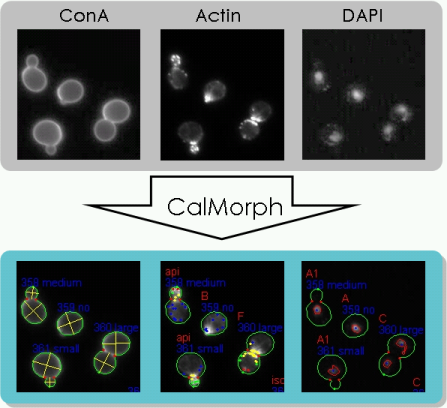 ConA Actin DAPI
CalMorph
358 medium
359 no
360 large
361 small
api
358 medium
B
359 no
F
360 large
api
361 small
iso
A1
358 medium
A
359 no
C
360 large
A1
361 small
C